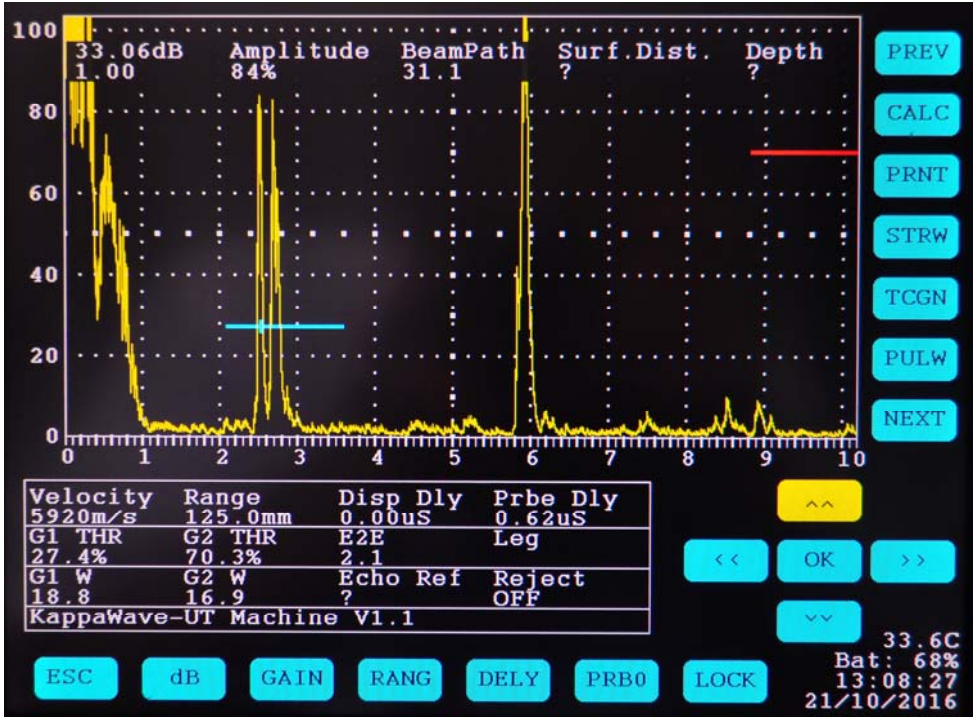 100
33.06dB Amplitude BeamPath Surf.Dist. Depth
1.00 84% 31.1 ? ?
80
60
40
20
0
0 1 2 3 4 5 6 7 8 9 10
PREV
CALC
PRNT
STRW
TCGN
PULW
NEXT
Velocity Range Disp Dly Prbe Dly
5920m/s 125.0mm 0.00uS 0.62uS
G1 THR G2 THR E2E Leg
27.4% 70.3% 2.1
G1 W G2 W Echo Ref Reject
18.8 16.9 ? OFF
KappaWave-UT Machine V1.1
^^
<< OK >>
vv
33.6C
Bat: 68%
13:08:27
21/10/2016
ESC dB GAIN RANG DELY PRB0 LOCK